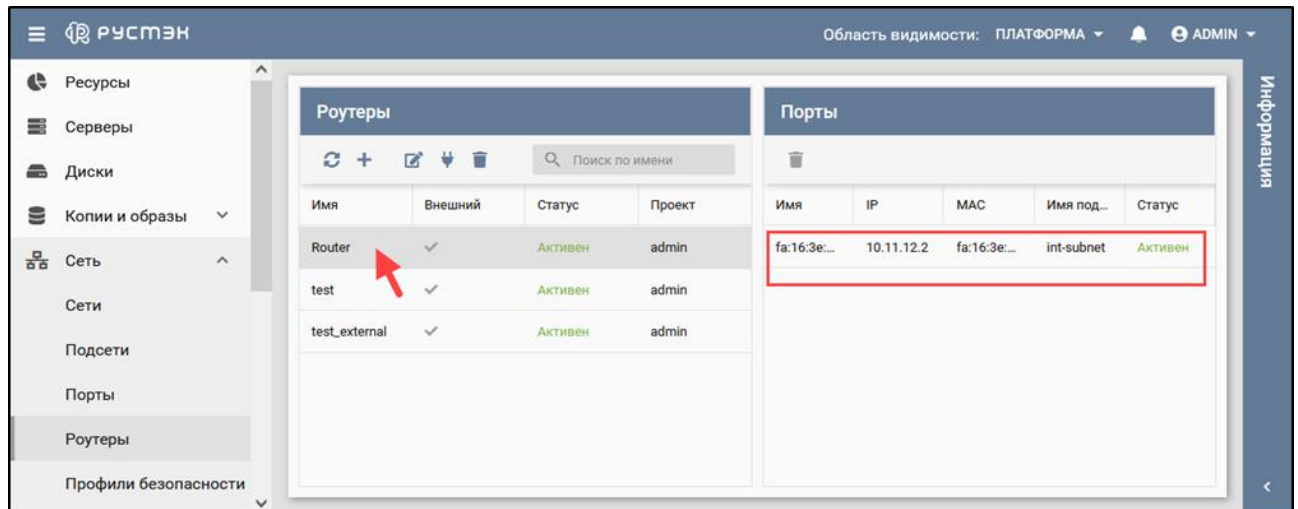 РУСТЭК
Область видимости: ПЛАТФОРМА ADMIN
Ресурсы
Серверы
Диски
Копии и образы
Сеть
Сети
Подсети
Порты
Роутеры
Профили безопасности
Роутеры
Поиск по имени
Имя Внешний Статус Проект
Router Активен admin
test Активен admin
test_external Активен admin
Порты
Имя IP MAC Имя под... Статус
fa:16:3e:... 10.11.12.2 fa:16:3e:... int-subnet Активен
Информация